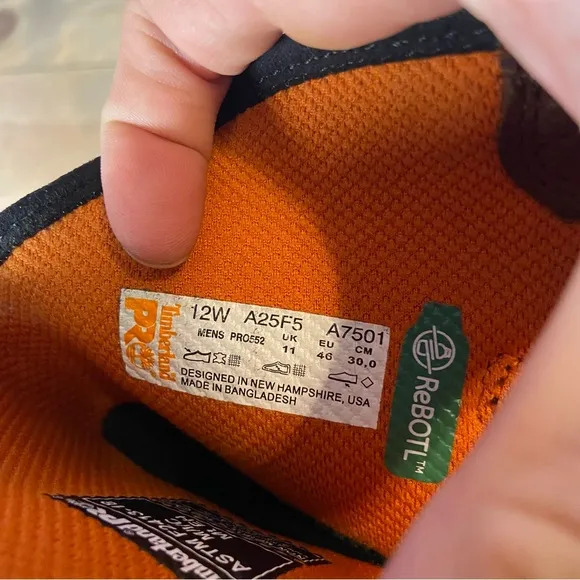 Timberland
PRO
12W A25F5 A7501
MENS PRO552 UK EU CM
11 46 30,0
DESIGNED IN NEW HAMPSHIRE, USA
MADE IN BANGLADESH
ReBOTL™
ASTM